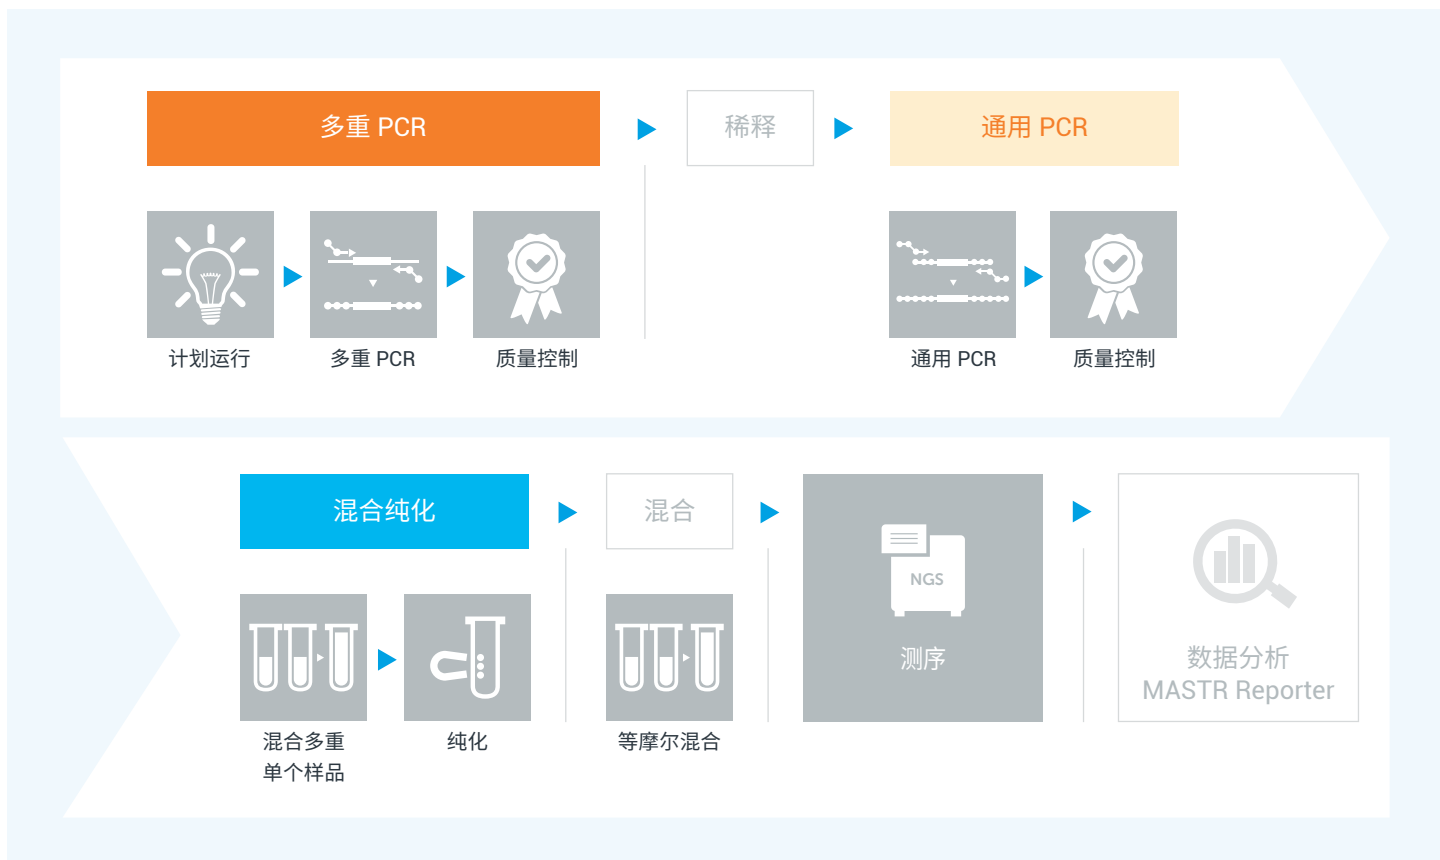 多重 PCR
稀释
通用 PCR
计划运行
多重 PCR
质量控制
通用 PCR
质量控制
混合纯化
混合
NGS
测序
数据分析
MASTR Reporter
混合多重
单个样品
纯化
等摩尔混合